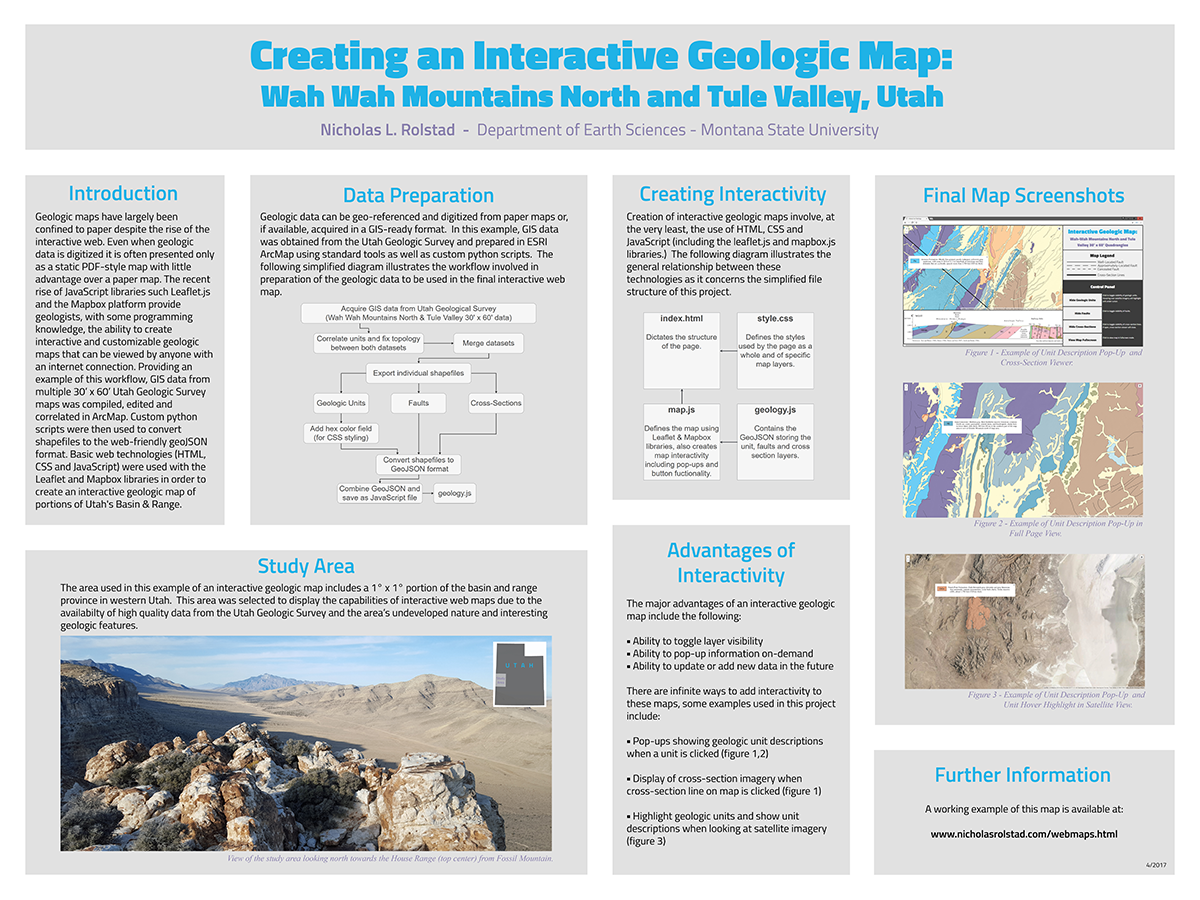 Creating an Interactive Geologic Map:
Wah Wah Mountains North and Tule Valley, Utah
Nicholas L. Rolstad - Department of Earth Sciences - Montana State University
Introduction
Geologic maps have largely been
confined to paper despite the rise of the
interactive web. Even when geologic
data is digitized it is often presented only
as a static PDF-style map with little
advantage over a paper map. The recent
rise of JavaScript libraries such Leaflet.js
and the Mapbox platform provide
geologists, with some programming
knowledge, the ability to create
interactive and customizable geologic
maps that can be viewed by anyone with
an internet connection. Providing an
example of this workflow, GIS data from
multiple 30' x 60' Utah Geologic Survey
maps was compiled, edited and
correlated in ArcMap. Custom python
scripts were then used to convert
shapefiles to the web-friendly geoJSON
format. Basic web technologies (HTML,
CSS and JavaScript) were used with the
Leaflet and Mapbox libraries in order to
create an interactive geologic map of
portions of Utah's Basin & Range.
Data Preparation
Geologic data can be geo-referenced and digitized from paper maps or,
if available, acquired in a GIS-ready format. In this example, GIS data
was obtained from the Utah Geologic Survey and prepared in ESRI
ArcMap using standard tools as well as custom python scripts. The
following simplified diagram illustrates the workflow involved in
preparation of the geologic data to be used in the final interactive web
map.
Acquire GIS data from Utah Geological Survey
(Wah Wah Mountains North & Tule Valley 30' x 60' data)
Correlate units and fix topology
between both datasets
Merge datasets
Export individual shapefiles
Geologic Units
Faults
Cross-Sections
Add hex color field
(for CSS styling)
Convert shapefiles to
GeoJSON format
Combine GeoJSON and
save as JavaScript file
geology.js
Study Area
The area used in this example of an interactive geologic map includes a 1° x 1° portion of the basin and range
province in western Utah. This area was selected to display the capabilities of interactive web maps due to the
availabilty of high quality data from the Utah Geologic Survey and the area's undeveloped nature and interesting
geologic features.
UTAH
View of the study area looking north towards the House Range (top center) from Fossil Mountain.
Creating Interactivity
Creation of interactive geologic maps involve, at
the very least, the use of HTML, CSS and
JavaScript (including the leaflet.js and mapbox.js
libraries.) The following diagram illustrates the
general relationship between these
technologies as it concerns the simplified file
structure of this project.
index.html
Dictates the structure
of the page.
style.css
Defines the styles
used by the page as a
whole and of specific
map layers.
map.js
Defines the map using
Leaflet & Mapbox
libraries, also creates
map interactivity
including pop-ups and
button fuctionality.
geology.js
Contains the
GeoJSON storing the
unit, faults and cross
section layers.
Advantages of
Interactivity
The major advantages of an interactive geologic
map include the following:
▪ Ability to toggle layer visibility
▪ Ability to pop-up information on-demand
▪ Ability to update or add new data in the future
There are infinite ways to add interactivity to
these maps, some examples used in this project
include:
▪ Pop-ups showing geologic unit descriptions
when a unit is clicked (figure 1,2)
▪ Display of cross-section imagery when
cross-section line on map is clicked (figure 1)
▪ Highlight geologic units and show unit
descriptions when looking at satellite imagery
(figure 3)
Final Map Screenshots
Interactive Geologic Map:
Wah-Wah Mountains North and Tule
Valley 30' x 60' Quadrangles
Map Legend
Control Panel
Hide Geologic Units
Hide Faults
Hide Cross-Sections
View Map Fullscreen
Figure 1 - Example of Unit Description Pop-Up and
Cross-Section Viewer.
Figure 2 - Example of Unit Description Pop-Up in
Full Page View.
Figure 3 - Example of Unit Description Pop-Up and
Unit Hover Highlight in Satellite View.
Further Information
A working example of this map is available at:
www.nicholasrolstad.com/webmaps.html
4/2017